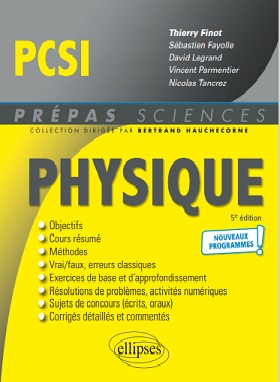 PCSI
Thierry Finot
Sébastien Fayolle
David Legrand
Vincent Parmentier
Nicolas Tancrez
PRÉPAS SCIENCES
COLLECTION DIRIGÉE PAR BERTRAND HAUCHECORNE
PHYSIQUE
5e édition
NOUVEAUX
PROGRAMMES !
• Objectifs
• Cours résumé
• Méthodes
• Vrai/faux, erreurs classiques
• Exercices de base et d'approfondissement
• Résolutions de problèmes, activités numériques
• Sujets de concours (écrits, oraux)
• Corrigés détaillés et commentés
ellipses